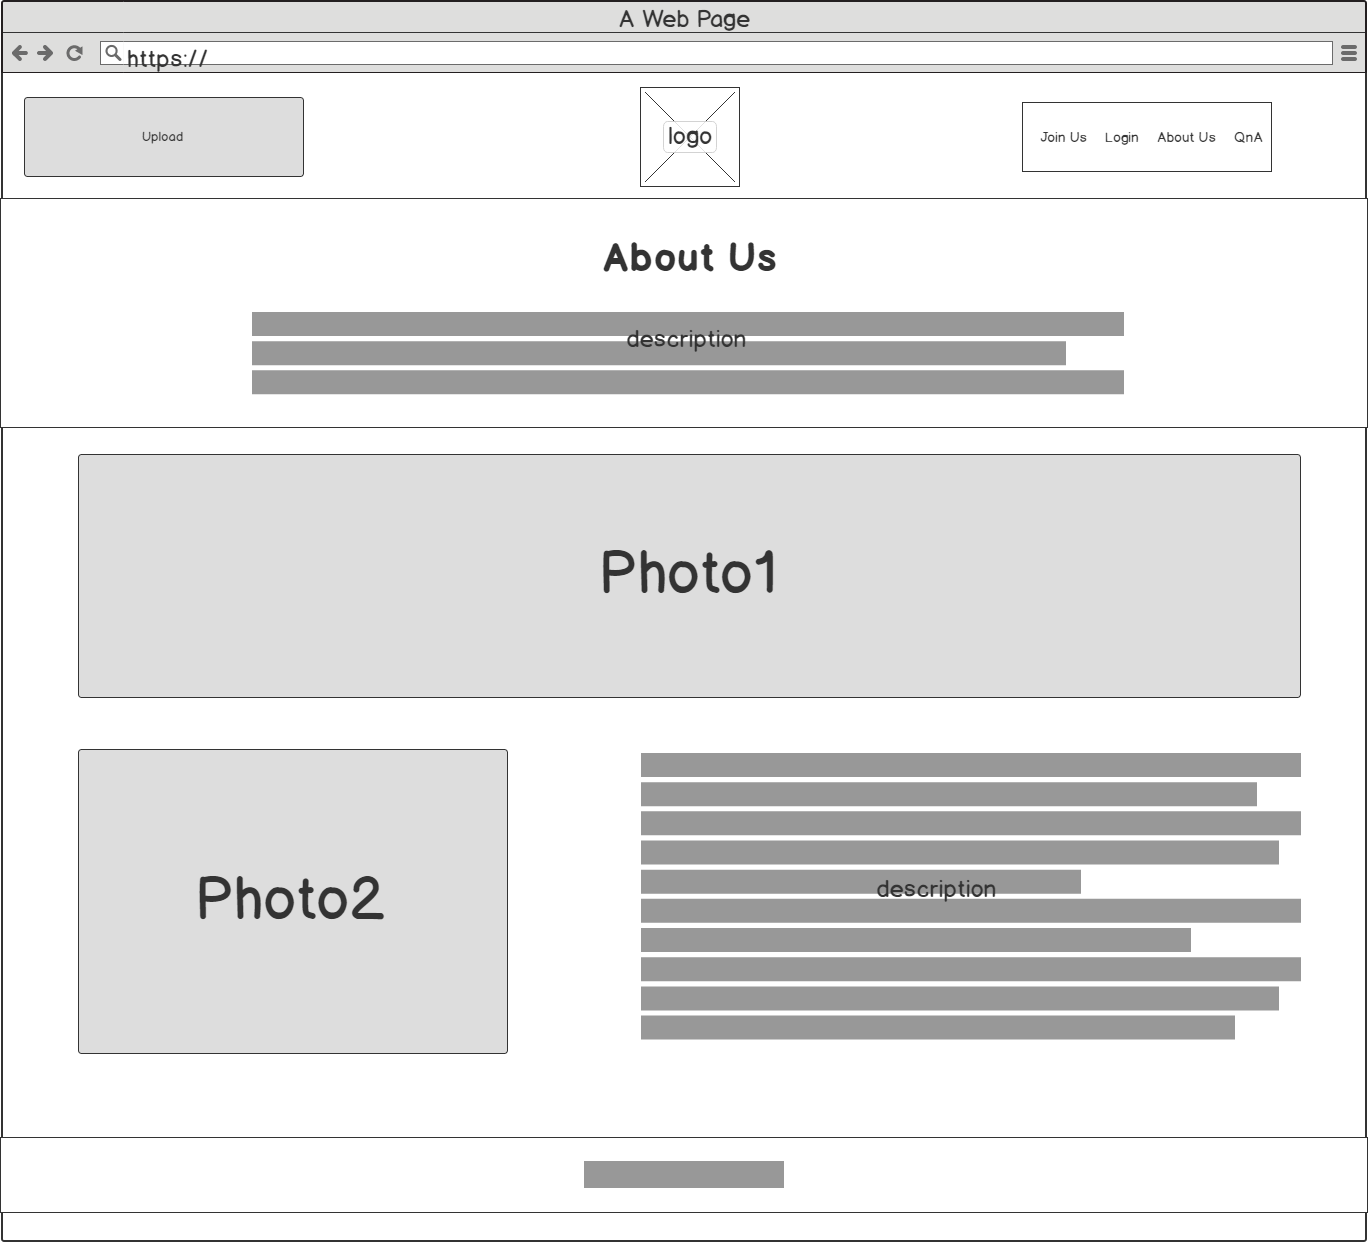 A Web Page
https://
Upload
logo
Join Us Login About Us QnA
About Us
description
Photo1
Photo2
description